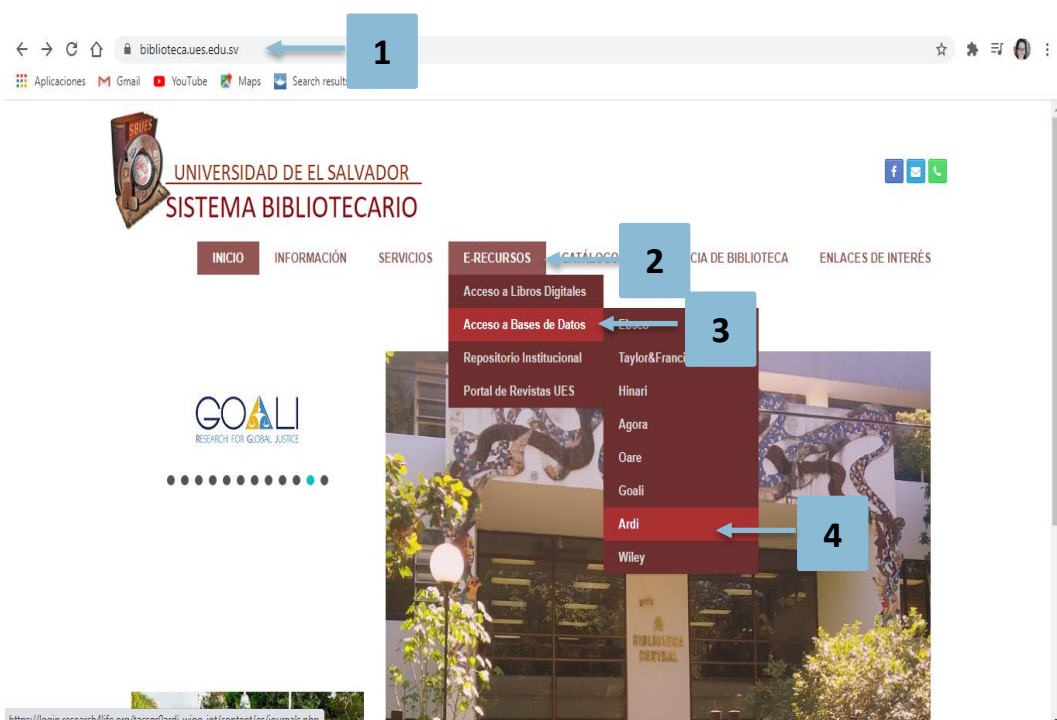 1
biblioteca.ues.edu.sv
Aplicaciones Gmail YouTube Maps Search results
SBUES
UNIVERSIDAD DE EL SALVADOR
SISTEMA BIBLIOTECARIO
INICIO INFORMACIÓN SERVICIOS E-RECURSOS CATÁLOGO 2 CIA DE BIBLIOTECA ENLACES DE INTERÉS
Acceso a Libros Digitales
Acceso a Bases de Datos Ebsco 3
Repositorio Institucional Taylor&Franci
Portal de Revistas UES Hinari
GOALI
RESEARCH FOR GLOBAL JUSTICE
Agora
Oare
Goali
Ardi 4
Wiley
BIBLIOTECA
CENTRAL